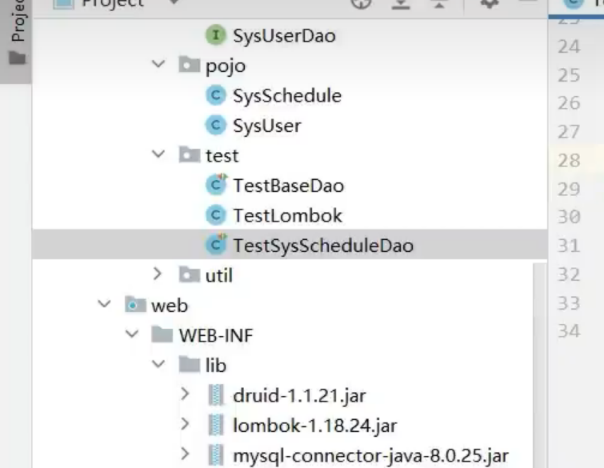 Project
Project
SysUserDao
pojo
SysSchedule
SysUser
test
TestBaseDao
TestLombok
TestSysScheduleDao
util
web
WEB-INF
lib
druid-1.1.21.jar
lombok-1.18.24.jar
mysql-connector-java-8.0.25.jar
23
24
25
26
27
28
29
30
31
32
33
34